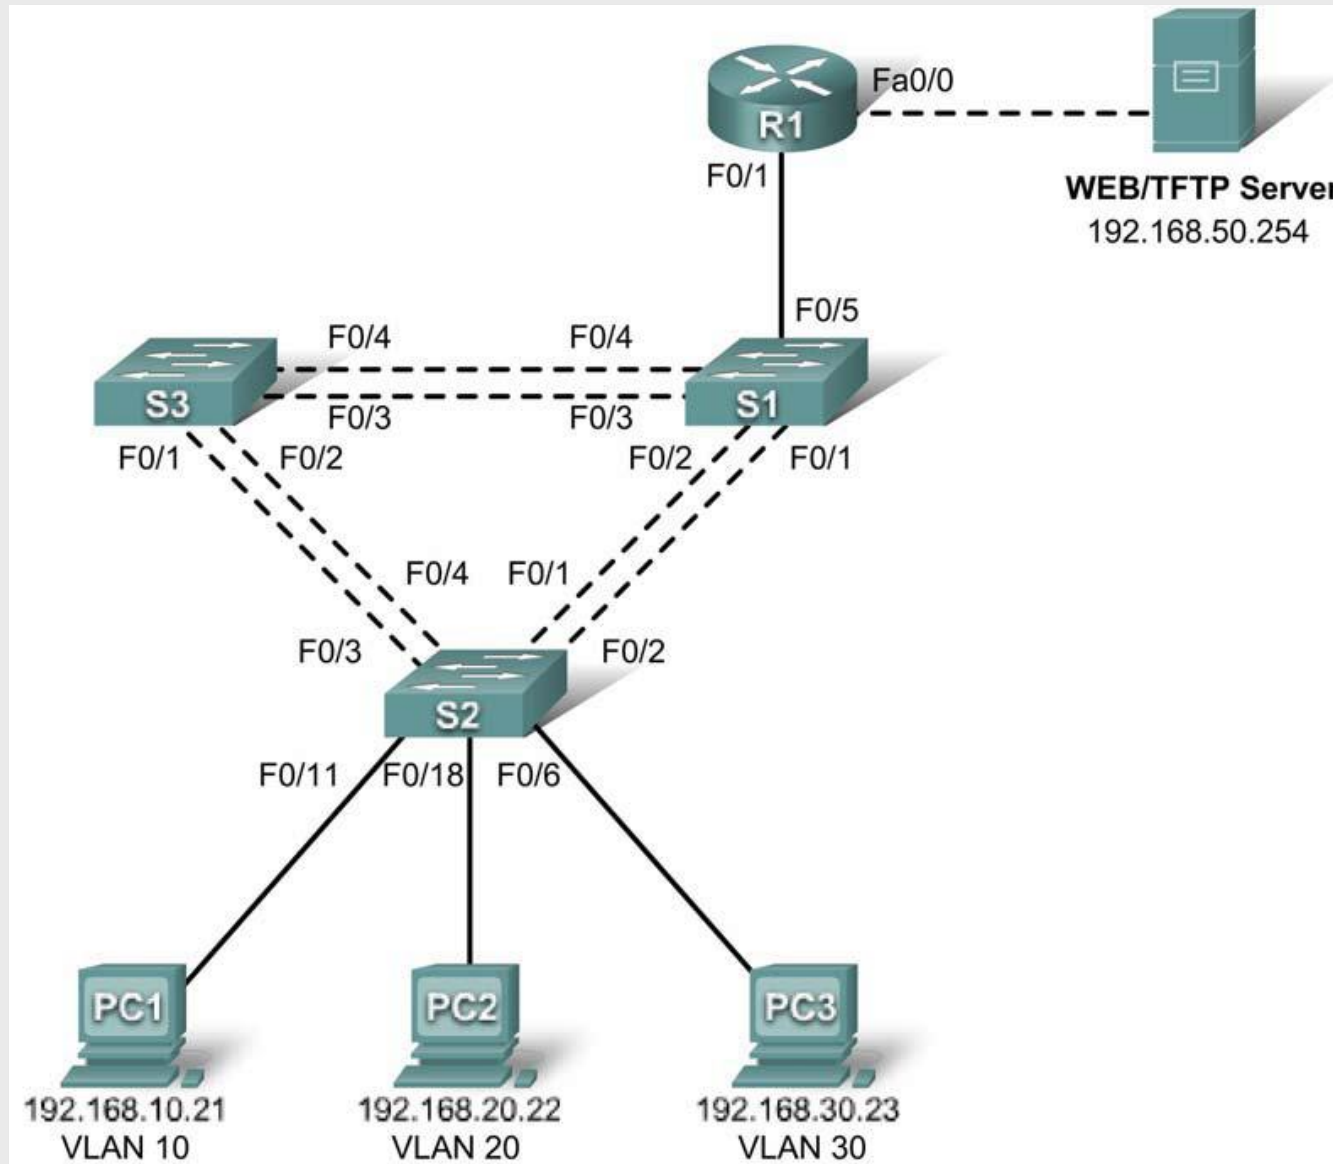 Fa0/0
R1
F0/1
WEB/TFTP Server
192.168.50.254
F0/5
F0/4
F0/4
S3
S1
F0/3
F0/3
F0/1
F0/2
F0/2
F0/1
F0/4
F0/1
F0/3
F0/2
S2
F0/11
F0/18
F0/6
PC1
PC2
PC3
192.168.10.21
192.168.20.22
192.168.30.23
VLAN 10
VLAN 20
VLAN 30